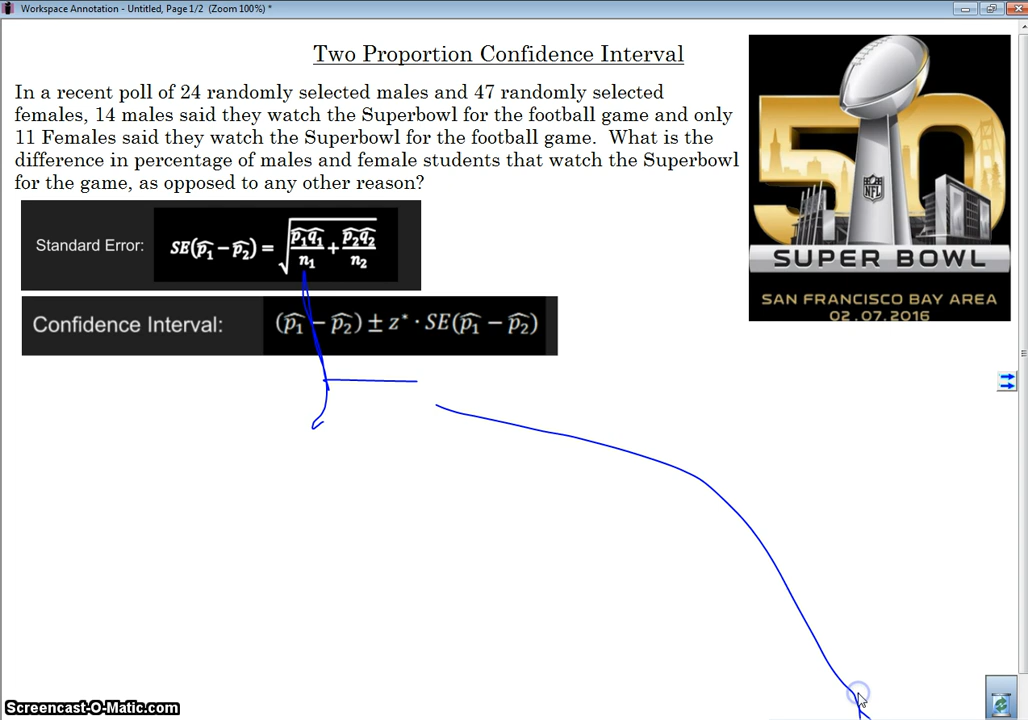 Workspace Annotation - Untitled, Page 1/2 (Zoom 100%) *
Two Proportion Confidence Interval
In a recent poll of 24 randomly selected males and 47 randomly selected
females, 14 males said they watch the Superbowl for the football game and only
11 Females said they watch the Superbowl for the football game. What is the
difference in percentage of males and female students that watch the Superbowl
for the game, as opposed to any other reason?
Standard Error: SE(p̂₁ − p̂₂) = √(p̂₁q̂₁/n₁ + p̂₂q̂₂/n₂)
Confidence Interval: (p̂₁ − p̂₂) ± z* · SE(p̂₁ − p̂₂)
50
NFL
SUPER BOWL
SAN FRANCISCO BAY AREA
02.07.2016
Screencast-O-Matic.com